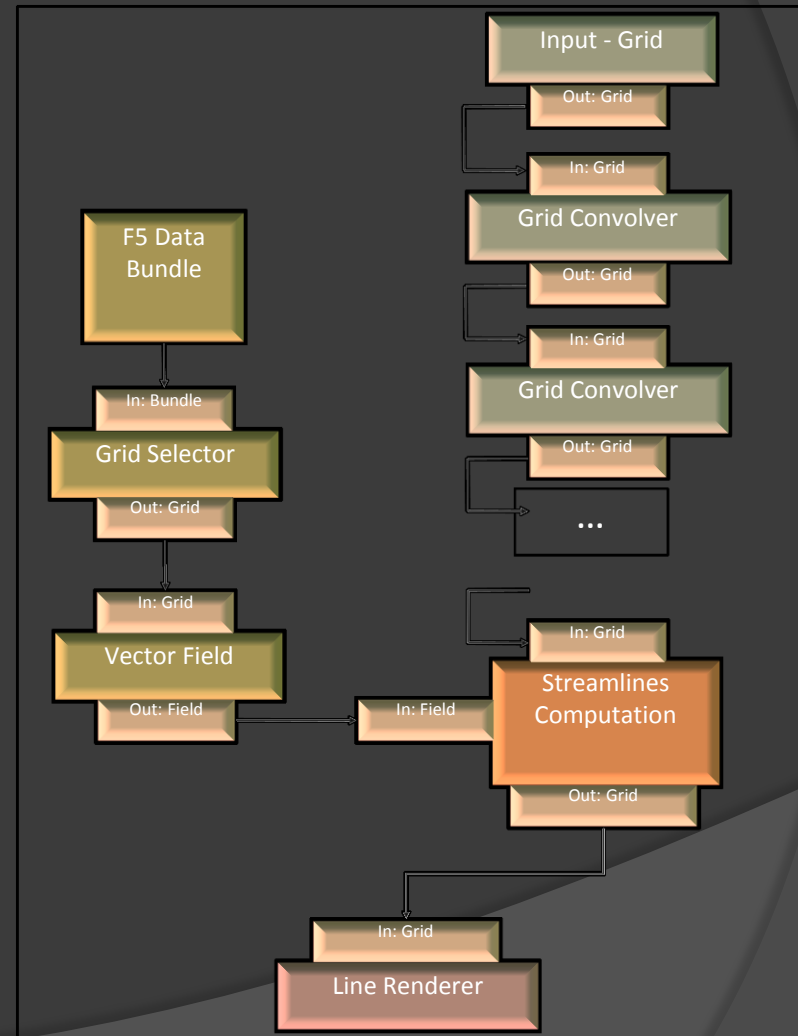 Input - Grid
Out: Grid
In: Grid
Grid Convolver
Out: Grid
In: Grid
Grid Convolver
Out: Grid
...
F5 Data
Bundle
In: Bundle
Grid Selector
Out: Grid
In: Grid
Vector Field
Out: Field
In: Field
In: Grid
Streamlines
Computation
Out: Grid
In: Grid
Line Renderer